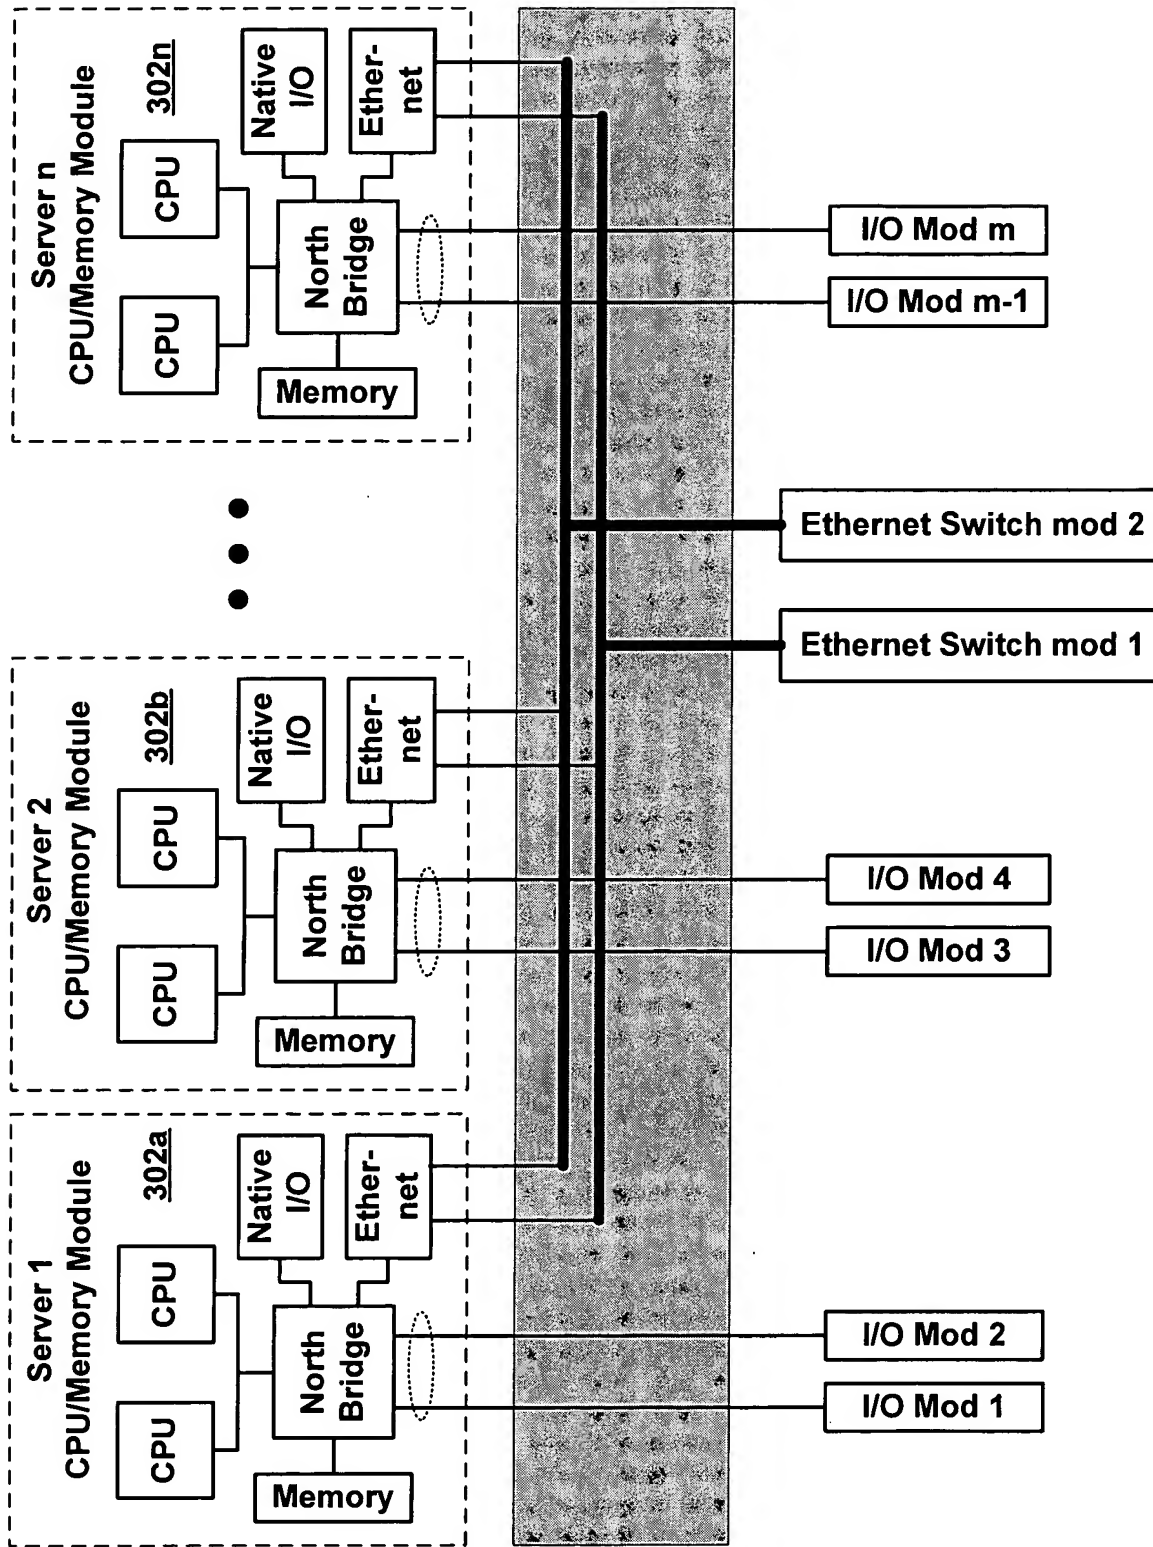 Server 1
CPU/Memory Module
302a
CPU
CPU
Memory
North
Bridge
Native
I/O
Ether-
net
Server 2
CPU/Memory Module
302b
CPU
CPU
Memory
North
Bridge
Native
I/O
Ether-
net
Server n
CPU/Memory Module
302n
CPU
CPU
Memory
North
Bridge
Native
I/O
Ether-
net
I/O Mod m
I/O Mod m-1
Ethernet Switch mod 2
Ethernet Switch mod 1
I/O Mod 4
I/O Mod 3
I/O Mod 2
I/O Mod 1